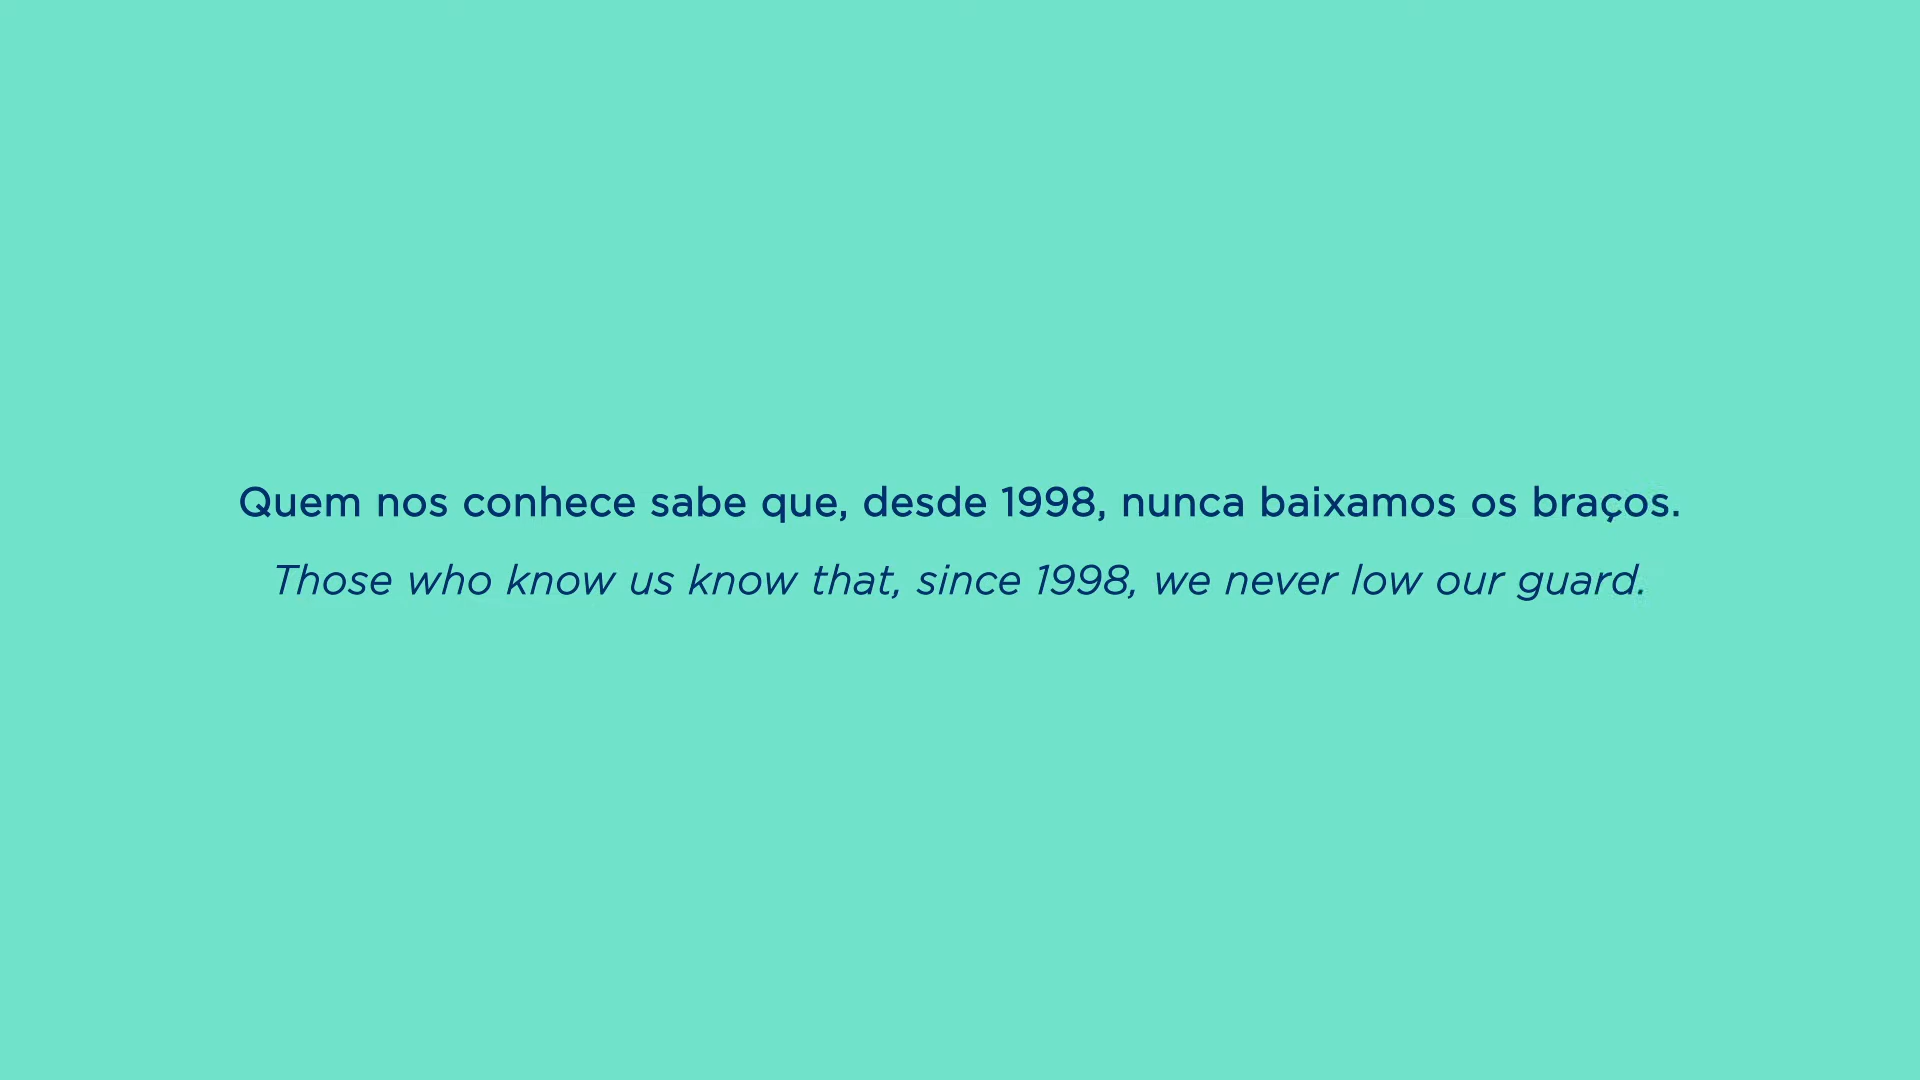 Quem nos conhece sabe que, desde 1998, nunca baixamos os braços.
Those who know us know that, since 1998, we never low our guard.